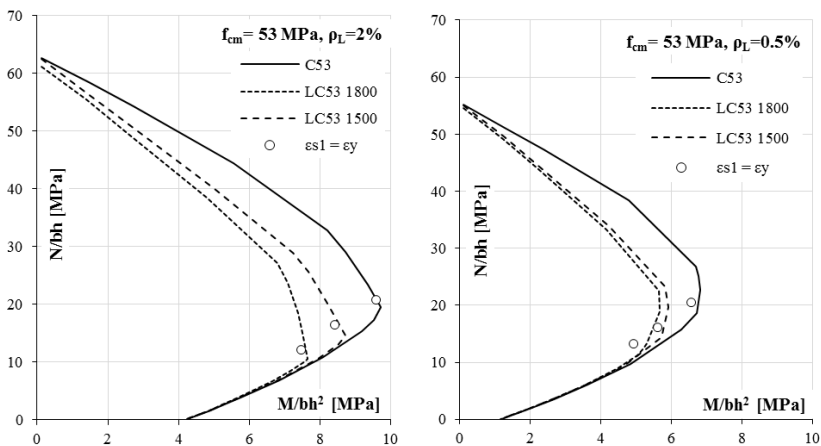 f_cm= 53 MPa, ρ_L=2%
C53
LC53 1800
LC53 1500
εs1 = εy
N/bh [MPa]
M/bh² [MPa]
70
60
50
40
30
20
10
0
0 2 4 6 8 10
f_cm= 53 MPa, ρ_L=0.5%
C53
LC53 1800
LC53 1500
εs1 = εy
N/bh [MPa]
M/bh² [MPa]
70
60
50
40
30
20
10
0
0 2 4 6 8 10